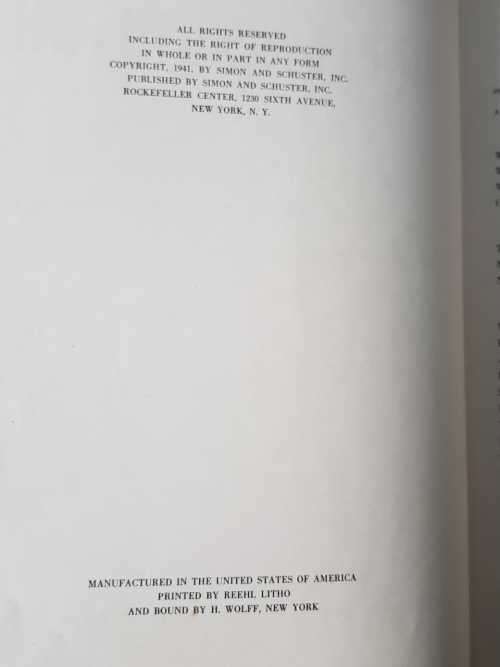 ALL RIGHTS RESERVED
INCLUDING THE RIGHT OF REPRODUCTION
IN WHOLE OR IN PART IN ANY FORM
COPYRIGHT, 1941, BY SIMON AND SCHUSTER, INC.
PUBLISHED BY SIMON AND SCHUSTER, INC.
ROCKEFELLER CENTER, 1230 SIXTH AVENUE,
NEW YORK, N. Y.
MANUFACTURED IN THE UNITED STATES OF AMERICA
PRINTED BY REEHL LITHO
AND BOUND BY H. WOLFF, NEW YORK